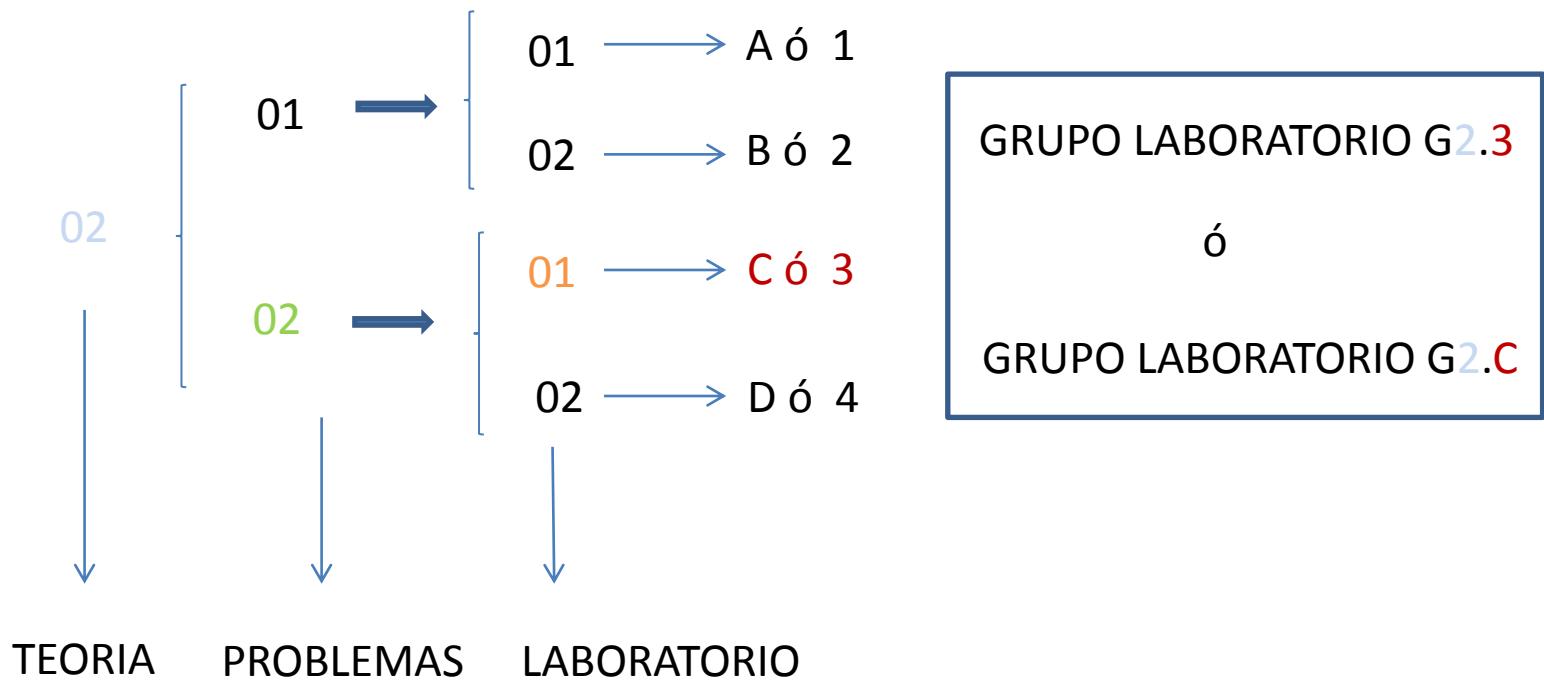 01 A ó 1
01
02 B ó 2
02
01 C ó 3
02
02 D ó 4
TEORIA PROBLEMAS LABORATORIO
GRUPO LABORATORIO G2.3
ó
GRUPO LABORATORIO G2.C